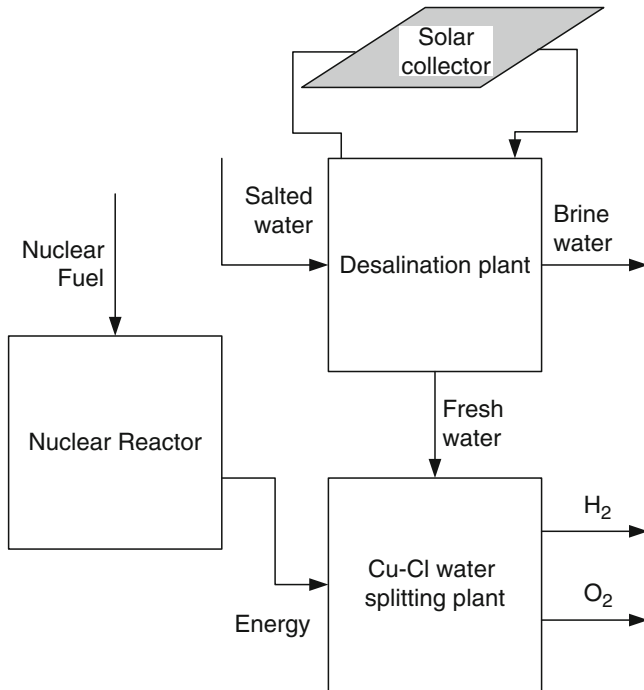 Solar
collector
Salted
water
Brine
water
Desalination plant
Nuclear
Fuel
Fresh
water
Nuclear Reactor
H2
Cu-Cl water
splitting plant
O2
Energy